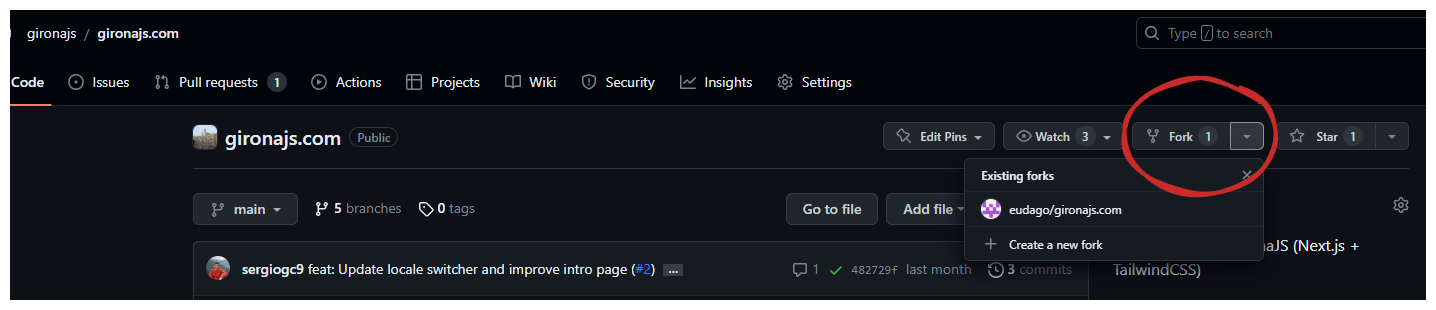 gironajs / gironajs.com
Type / to search
Code Issues Pull requests 1 Actions Projects Wiki Security Insights Settings
gironajs.com Public
Edit Pins Watch 3 Fork 1 Star 1
Existing forks
eudago/gironajs.com
Create a new fork
main 5 branches 0 tags
Go to file Add file
sergiogc9 feat: Update locale switcher and improve intro page (#2) ...
1 482729f last month 3 commits
(Next.js +
TailwindCSS)